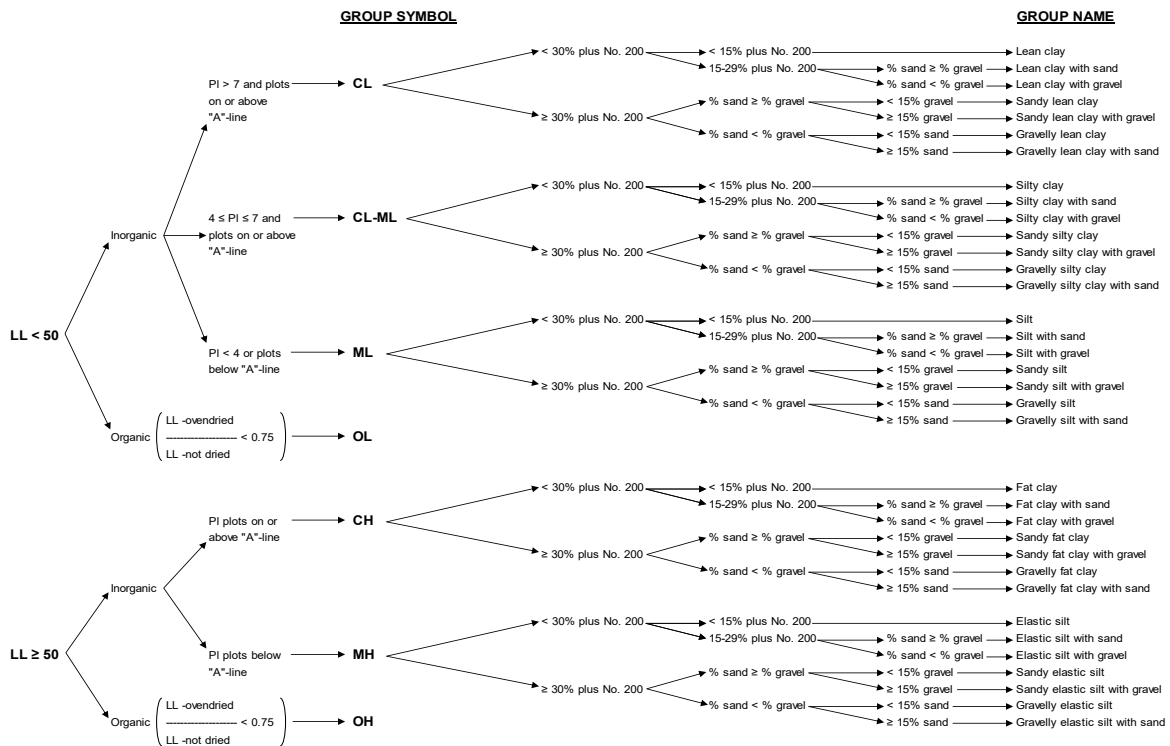 GROUP SYMBOL GROUP NAME
< 30% plus No. 200 < 15% plus No. 200 Lean clay
PI > 7 and plots
on or above
"A"-line
CL
15-29% plus No. 200 % sand ≥ % gravel Lean clay with sand
% sand < % gravel Lean clay with gravel
≥ 30% plus No. 200 % sand ≥ % gravel < 15% gravel Sandy lean clay
≥ 15% gravel Sandy lean clay with gravel
% sand < % gravel < 15% sand Gravelly lean clay
≥ 15% sand Gravelly lean clay with sand
< 30% plus No. 200 < 15% plus No. 200 Silty clay
4 ≤ PI ≤ 7 and
plots on or above
"A"-line
CL-ML
15-29% plus No. 200 % sand ≥ % gravel Silty clay with sand
% sand < % gravel Silty clay with gravel
Inorganic
≥ 30% plus No. 200 % sand ≥ % gravel < 15% gravel Sandy silty clay
≥ 15% gravel Sandy silty clay with gravel
% sand < % gravel < 15% sand Gravelly silty clay
≥ 15% sand Gravelly silty clay with sand
LL < 50
< 30% plus No. 200 < 15% plus No. 200 Silt
PI < 4 or plots
below "A"-line
ML
15-29% plus No. 200 % sand ≥ % gravel Silt with sand
% sand < % gravel Silt with gravel
≥ 30% plus No. 200 % sand ≥ % gravel < 15% gravel Sandy silt
≥ 15% gravel Sandy silt with gravel
% sand < % gravel < 15% sand Gravelly silt
≥ 15% sand Gravelly silt with sand
LL -ovendried
Organic --------------------- < 0.75 OL
LL -not dried
< 30% plus No. 200 < 15% plus No. 200 Fat clay
PI plots on or
above "A"-line
CH
15-29% plus No. 200 % sand ≥ % gravel Fat clay with sand
% sand < % gravel Fat clay with gravel
≥ 30% plus No. 200 % sand ≥ % gravel < 15% gravel Sandy fat clay
≥ 15% gravel Sandy fat clay with gravel
% sand < % gravel < 15% sand Gravelly fat clay
≥ 15% sand Gravelly fat clay with sand
Inorganic
LL ≥ 50
< 30% plus No. 200 < 15% plus No. 200 Elastic silt
PI plots below
"A"-line
MH
15-29% plus No. 200 % sand ≥ % gravel Elastic silt with sand
% sand < % gravel Elastic silt with gravel
≥ 30% plus No. 200 % sand ≥ % gravel < 15% gravel Sandy elastic silt
≥ 15% gravel Sandy elastic silt with gravel
% sand < % gravel < 15% sand Gravelly elastic silt
≥ 15% sand Gravelly elastic silt with sand
LL -ovendried
Organic --------------------- < 0.75 OH
LL -not dried